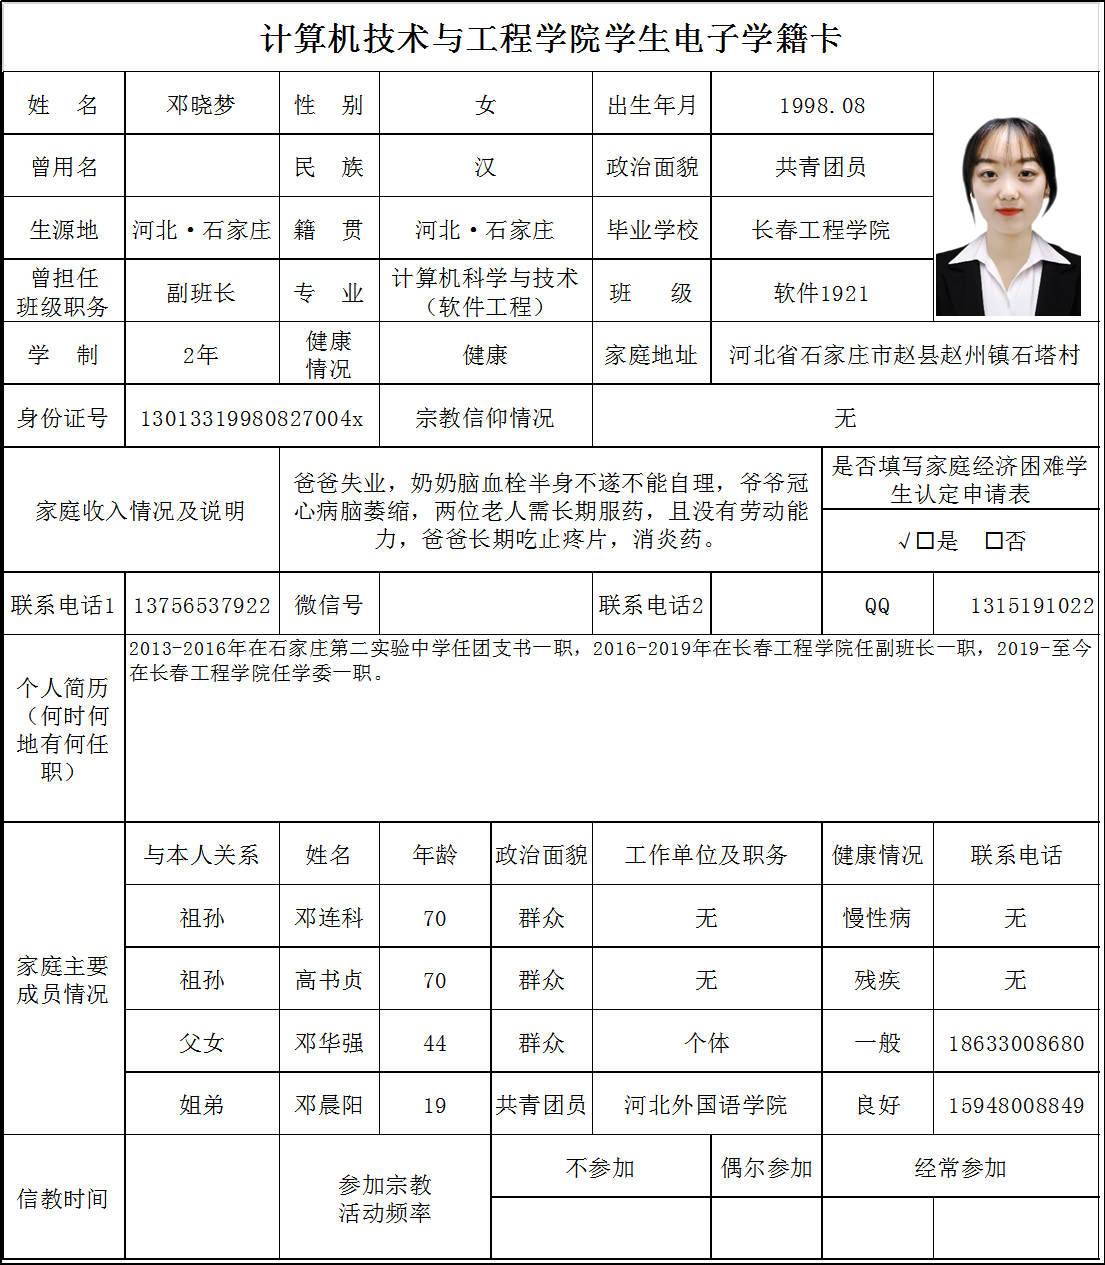 计算机技术与工程学院学生电子学籍卡
姓 名 邓晓梦 性 别 女 出生年月 1998.08
曾用名 民 族 汉 政治面貌 共青团员
生源地 河北·石家庄 籍 贯 河北·石家庄 毕业学校 长春工程学院
曾担任
班级职务 副班长 专 业 计算机科学与技术
（软件工程） 班 级 软件1921
学 制 2年 健康
情况 健康 家庭地址 河北省石家庄市赵县赵州镇石塔村
身份证号 13013319980827004x 宗教信仰情况 无
家庭收入情况及说明
爸爸失业，奶奶脑血栓半身不遂不能自理，爷爷冠
心病脑萎缩，两位老人需长期服药，且没有劳动能
力，爸爸长期吃止疼片，消炎药。
是否填写家庭经济困难学
生认定申请表
√□是 □否
联系电话1 13756537922 微信号 联系电话2 QQ 1315191022
个人简历
（何时何
地有何任
职）
2013-2016年在石家庄第二实验中学任团支书一职，2016-2019年在长春工程学院任副班长一职，2019-至今
在长春工程学院任学委一职。
家庭主要
成员情况
与本人关系 姓名 年龄 政治面貌 工作单位及职务 健康情况 联系电话
祖孙 邓连科 70 群众 无 慢性病 无
祖孙 高书贞 70 群众 无 残疾 无
父女 邓华强 44 群众 个体 一般 18633008680
姐弟 邓晨阳 19 共青团员 河北外国语学院 良好 15948008849
信教时间
参加宗教
活动频率
不参加 偶尔参加 经常参加